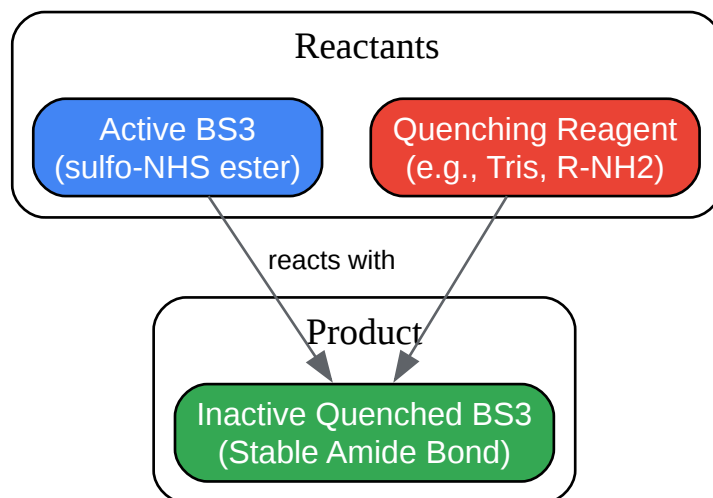 Reactants
Active BS3
(sulfo-NHS ester)
Quenching Reagent
(e.g., Tris, R-NH2)
reacts with
Product
Inactive Quenched BS3
(Stable Amide Bond)